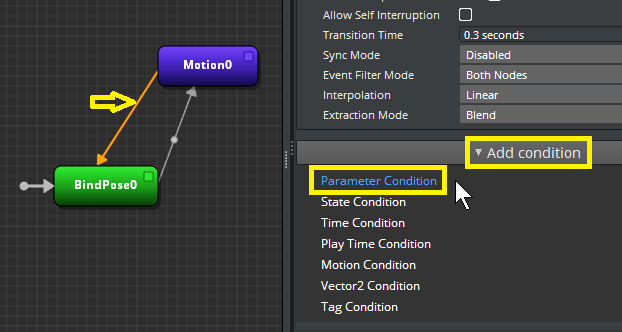 Motion0
BindPose0
Allow Self Interruption
Transition Time 0.3 seconds
Sync Mode Disabled
Event Filter Mode Both Nodes
Interpolation Linear
Extraction Mode Blend
Add condition
Parameter Condition
State Condition
Time Condition
Play Time Condition
Motion Condition
Vector2 Condition
Tag Condition